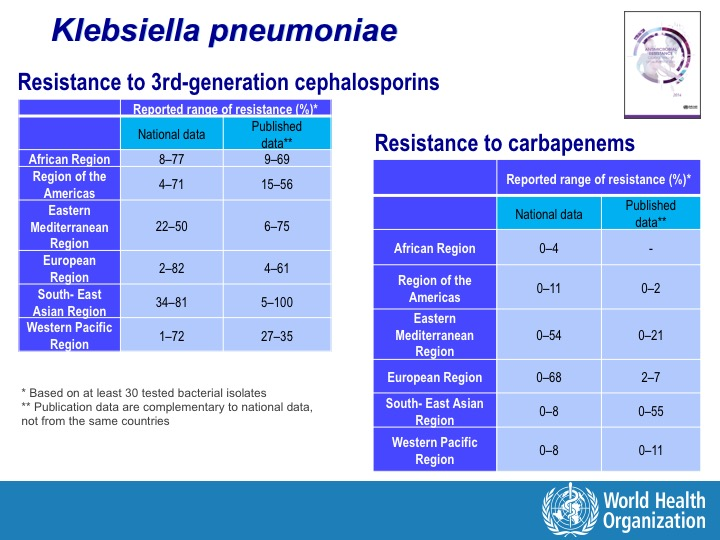 Klebsiella pneumoniae
Resistance to 3rd-generation cephalosporins
Reported range of resistance (%)*
National data
Published
data**
African Region 8–77 9–69
Region of the
Americas 4–71 15–56
Eastern
Mediterranean
Region 22–50 6–75
European
Region 2–82 4–61
South- East
Asian Region 34–81 5–100
Western Pacific
Region 1–72 27–35
* Based on at least 30 tested bacterial isolates
** Publication data are complementary to national data,
not from the same countries
Resistance to carbapenems
Reported range of resistance (%)*
National data
Published
data**
African Region 0–4 -
Region of the
Americas 0–11 0–2
Eastern
Mediterranean
Region 0–54 0–21
European Region 0–68 2–7
South- East Asian
Region 0–8 0–55
Western Pacific
Region 0–8 0–11
World Health
Organization